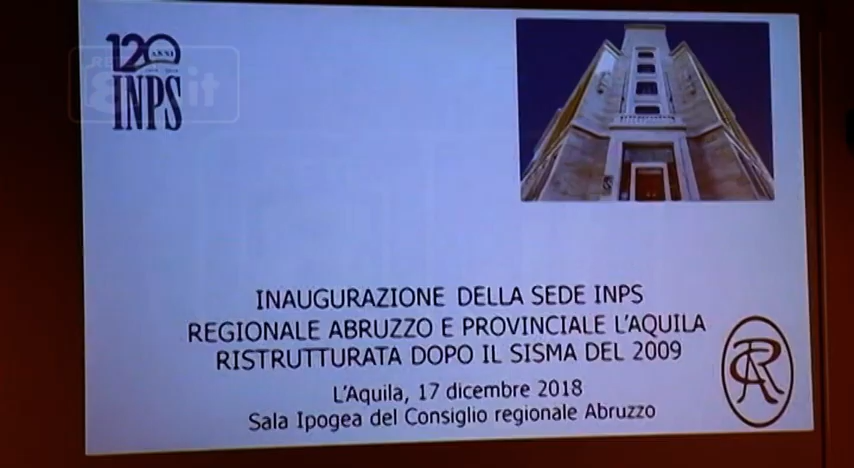 120 ANNI
INPS
INAUGURAZIONE DELLA SEDE INPS
REGIONALE ABRUZZO E PROVINCIALE L'AQUILA
RISTRUTTURATA DOPO IL SISMA DEL 2009
L'Aquila, 17 dicembre 2018
Sala Ipogea del Consiglio regionale Abruzzo